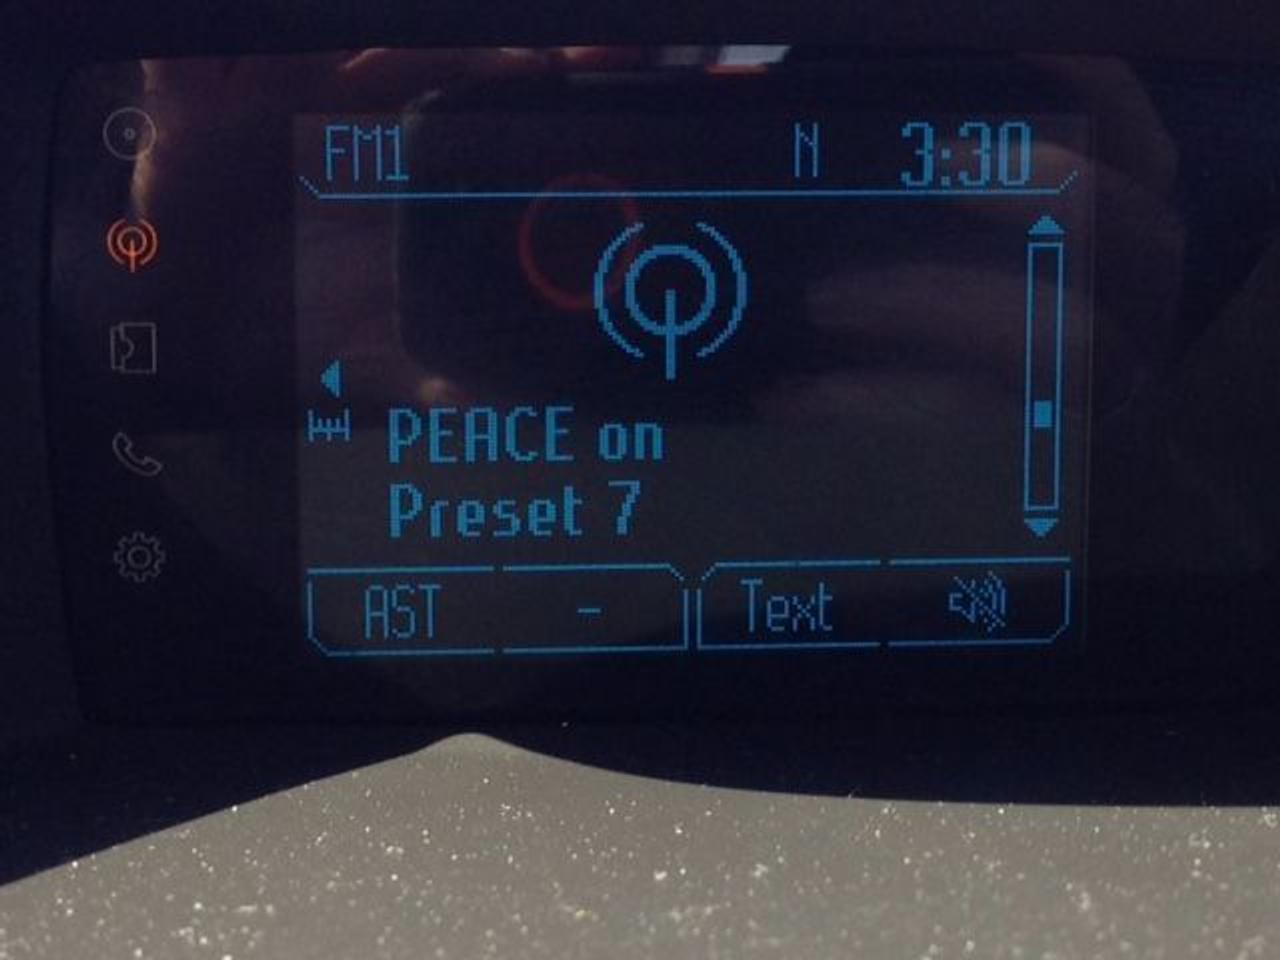 FM1 N 3:30
PEACE on
Preset 7
AST - Text